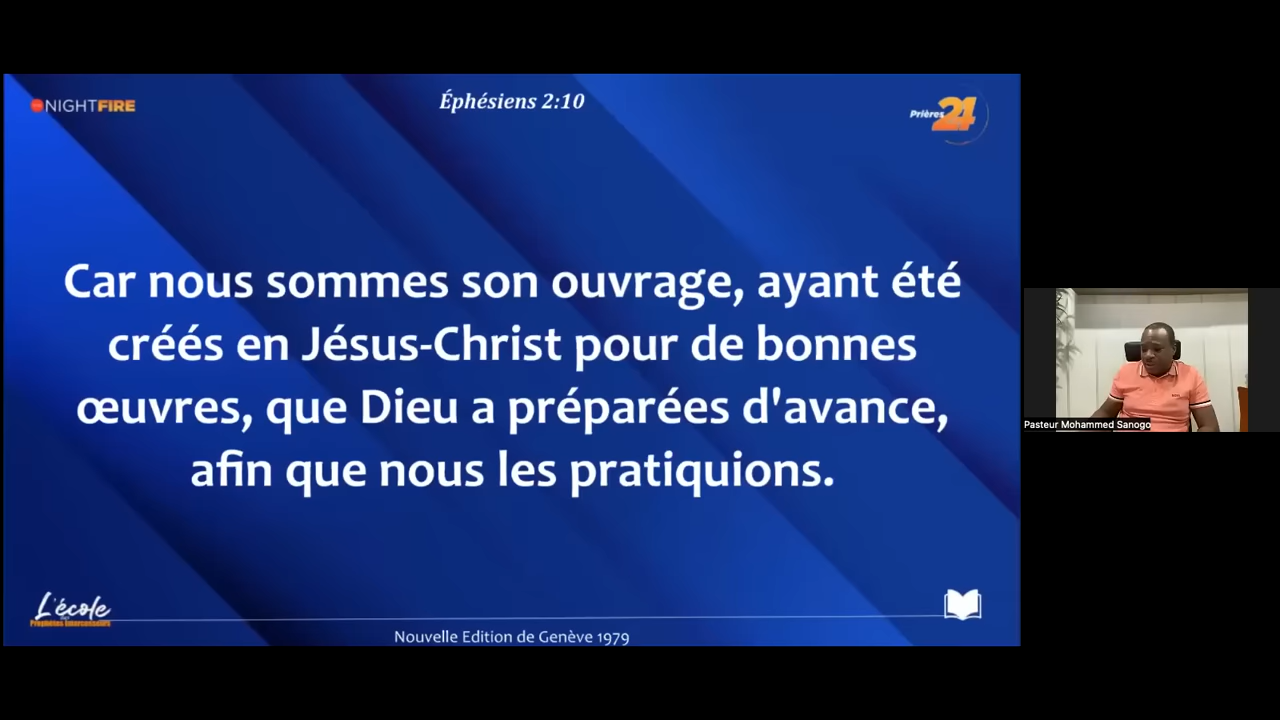 NIGHTFIRE
Éphésiens 2:10
Prières 24
Car nous sommes son ouvrage, ayant été
créés en Jésus-Christ pour de bonnes
œuvres, que Dieu a préparées d'avance,
afin que nous les pratiquions.
L'école
Prophètes Intercesseurs
Nouvelle Edition de Genève 1979
Pasteur Mohammed Sanogo